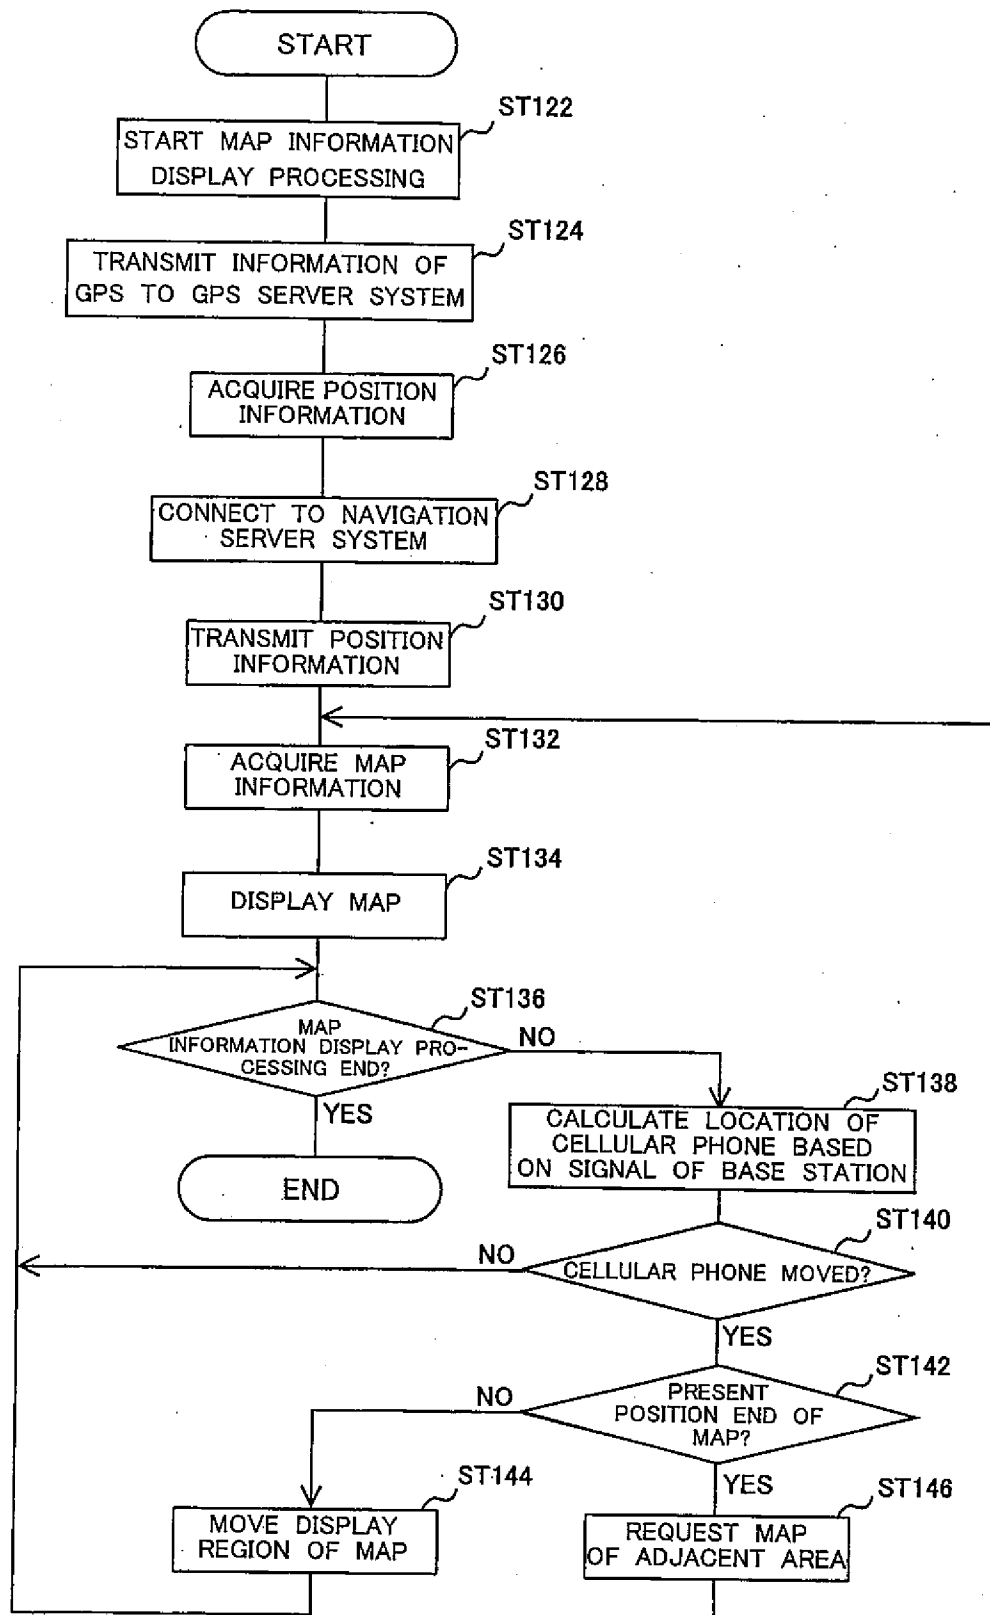 START
ST122
START MAP INFORMATION
DISPLAY PROCESSING
ST124
TRANSMIT INFORMATION OF
GPS TO GPS SERVER SYSTEM
ST126
ACQUIRE POSITION
INFORMATION
ST128
CONNECT TO NAVIGATION
SERVER SYSTEM
ST130
TRANSMIT POSITION
INFORMATION
ST132
ACQUIRE MAP
INFORMATION
ST134
DISPLAY MAP
ST136
MAP
INFORMATION DISPLAY PRO-
CESSING END?
NO
YES
END
ST138
CALCULATE LOCATION OF
CELLULAR PHONE BASED
ON SIGNAL OF BASE STATION
ST140
CELLULAR PHONE MOVED?
NO
YES
ST142
PRESENT
POSITION END OF
MAP?
NO
YES
ST144
MOVE DISPLAY
REGION OF MAP
ST146
REQUEST MAP
OF ADJACENT AREA